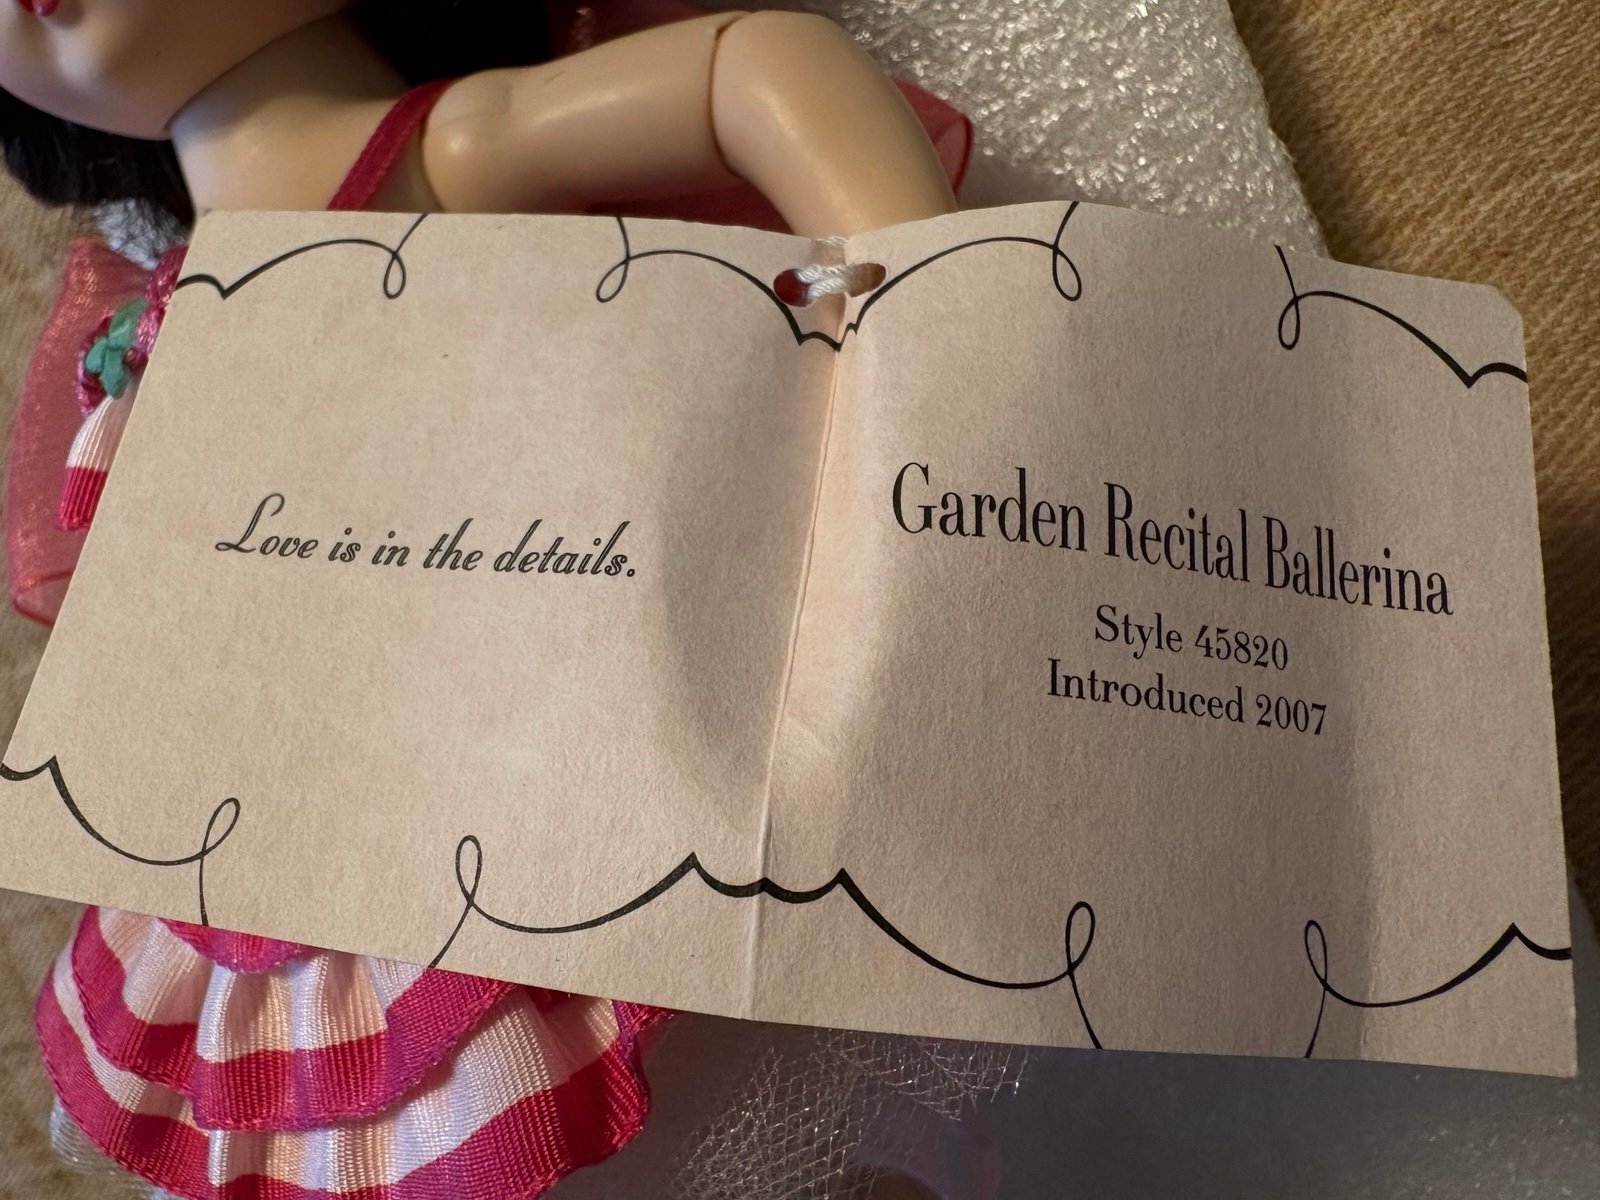 Love is in the details.
Garden Recital Ballerina
Style 45820
Introduced 2007